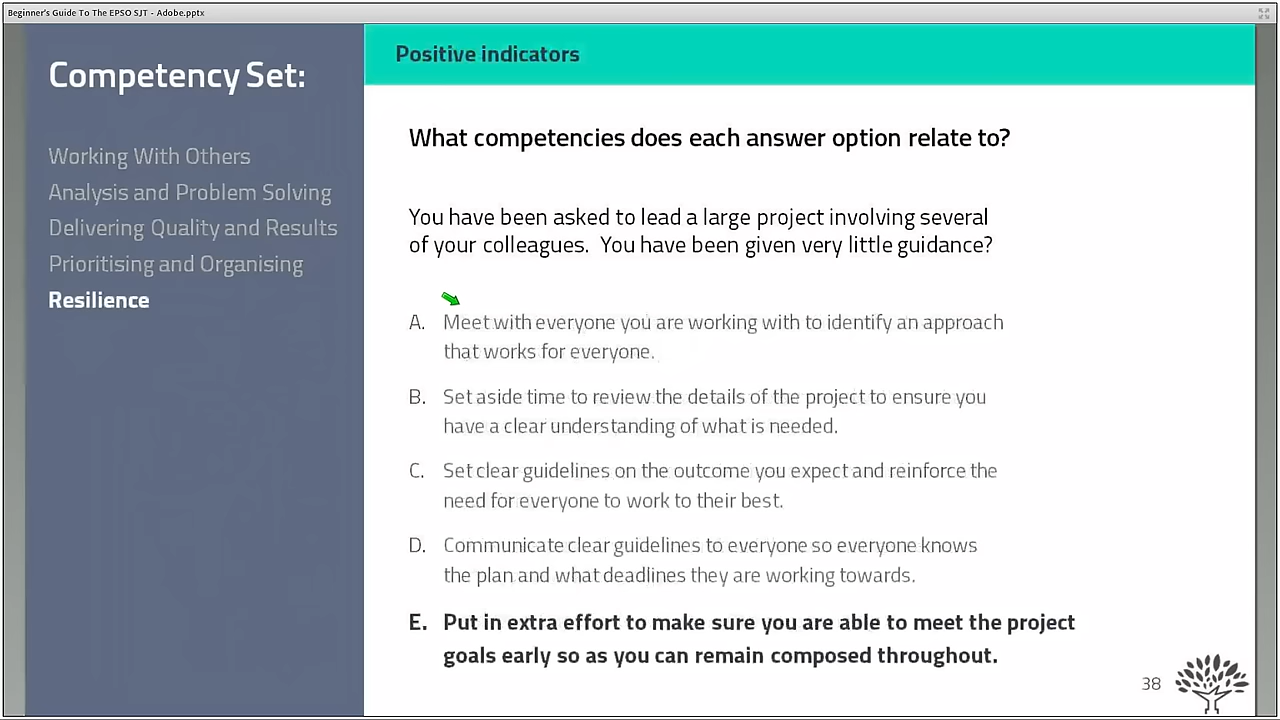 Beginner's Guide To The EPSO SJT - Adobe.pptx
Competency Set:
Working With Others
Analysis and Problem Solving
Delivering Quality and Results
Prioritising and Organising
Resilience
Positive indicators
What competencies does each answer option relate to?
You have been asked to lead a large project involving several
of your colleagues.  You have been given very little guidance?
A. Meet with everyone you are working with to identify an approach
that works for everyone.
B. Set aside time to review the details of the project to ensure you
have a clear understanding of what is needed.
C. Set clear guidelines on the outcome you expect and reinforce the
need for everyone to work to their best.
D. Communicate clear guidelines to everyone so everyone knows
the plan and what deadlines they are working towards.
E. Put in extra effort to make sure you are able to meet the project
goals early so as you can remain composed throughout.
38